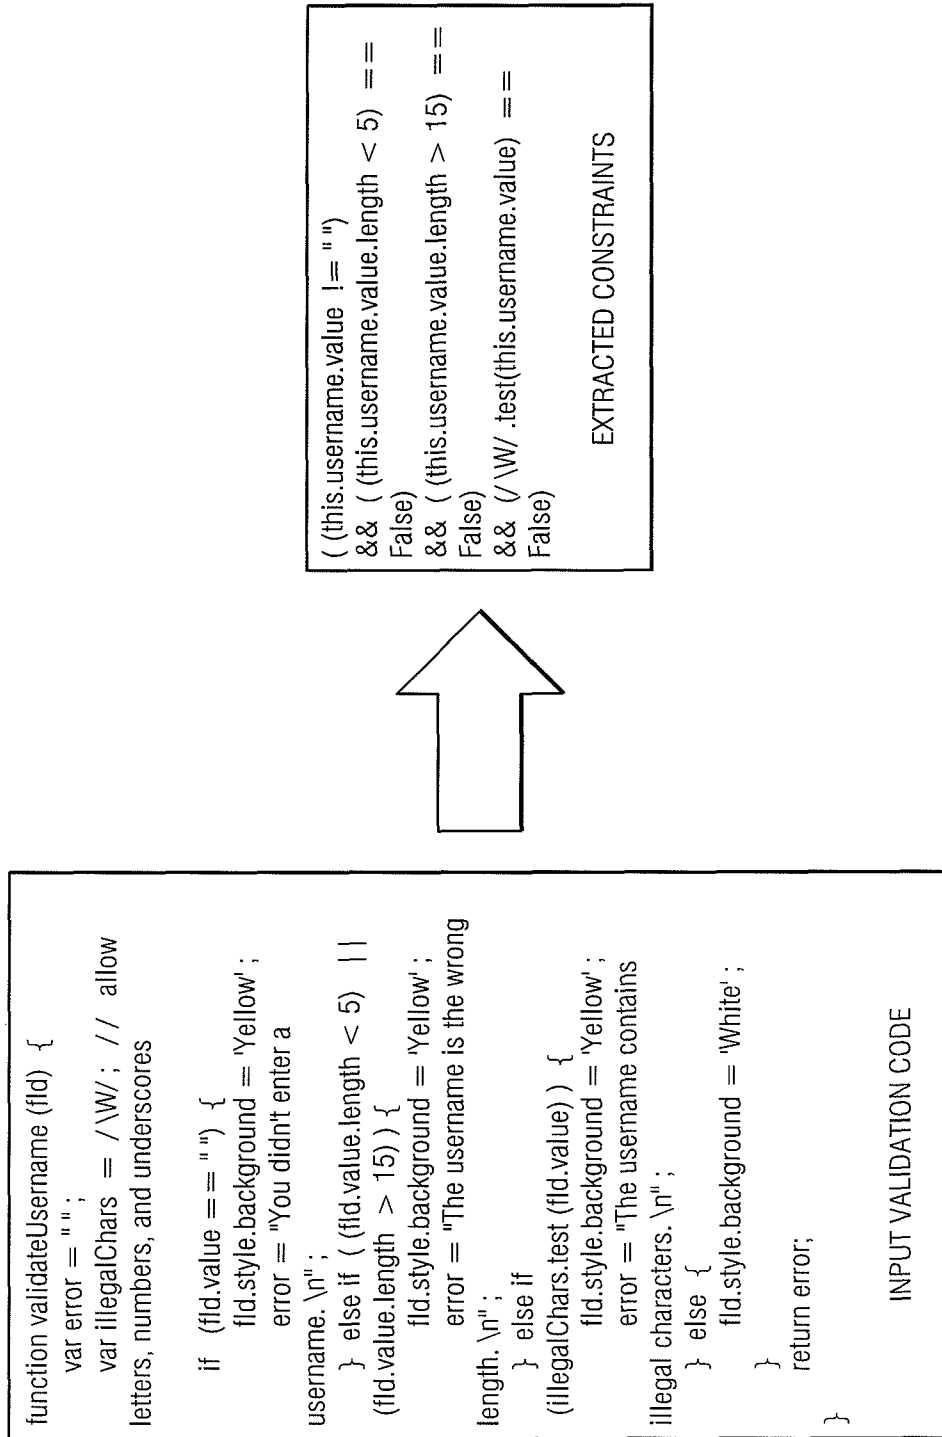 function validateUsername (fld) {
var error = " " ;
var illegalChars = /\W/ ; // allow
letters, numbers, and underscores
if (fld.value == " ") {
fld.style.background = 'Yellow' ;
error = "You didn't enter a
username. \n" ;
} else if ( (fld.value.length < 5) ||
(fld.value.length > 15) ) {
fld.style.background = 'Yellow' ;
error = "The username is the wrong
length. \n" ;
} else if
(illegalChars.test (fld.value) ) {
fld.style.background = 'Yellow' ;
error = "The username contains
illegal characters. \n" ;
} else {
fld.style.background = 'White' ;
}
return error;
}
INPUT VALIDATION CODE
( (this.username.value != " ")
&& ( (this.username.value.length < 5) ==
False)
&& ( (this.username.value.length > 15) ==
False)
&& (/ \W/ .test(this.username.value) ==
False)
EXTRACTED CONSTRAINTS